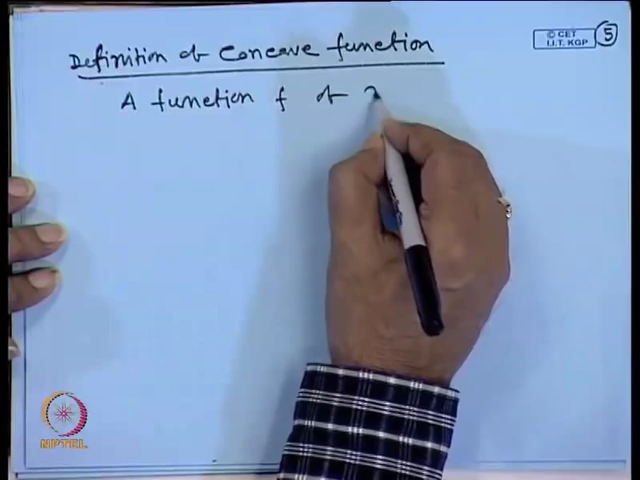 Definition of Concave function
© CET
I.I.T. KGP
5
A function f of
NPTEL